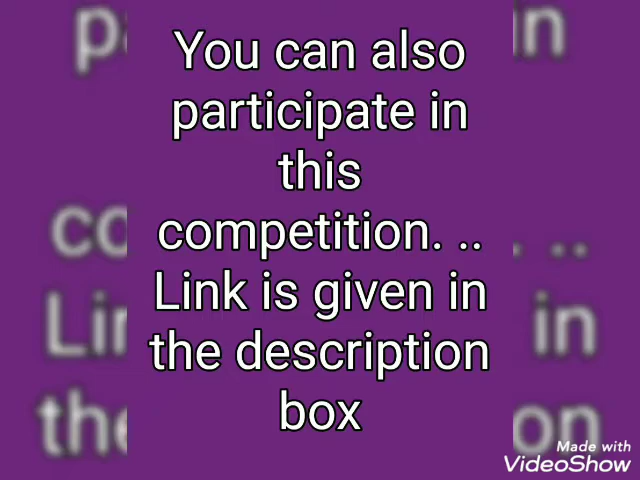 You can also
participate in
this
competition. ..
Link is given in
the description
box
Made with
VideoShow